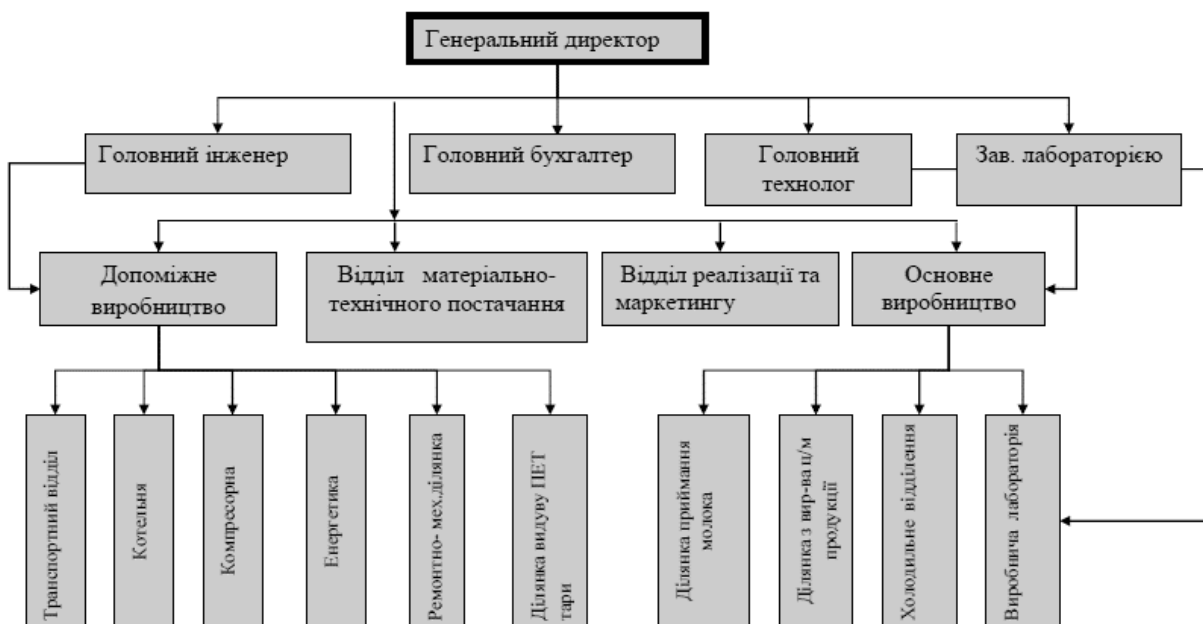 Генеральний директор
Головний інженер
Головний бухгалтер
Головний
технолог
Зав. лабораторією
Допоміжне
виробництво
Відділ матеріально-
технічного постачання
Відділ реалізації та
маркетингу
Основне
виробництво
Транспортний відділ
Котельня
Компресорна
Енергетика
Ремонтно- мех.ділянка
Ділянка видуву ПЕТ
тари
Ділянка приймання
молока
Ділянка з вир-ва ц/м
продукції
Холодильне відділення
Виробнича лабораторія